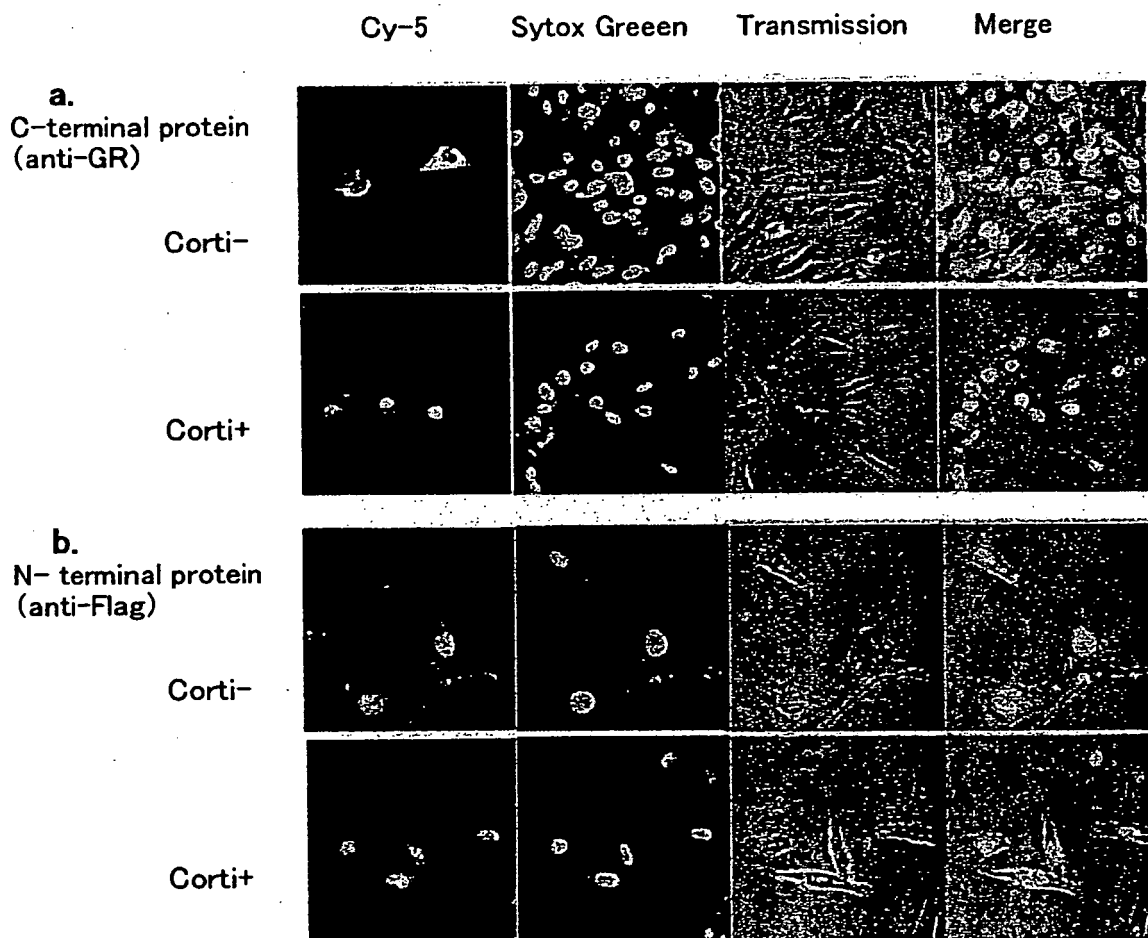 Cy-5 Sytox Greeen Transmission Merge
a.
C-terminal protein
(anti-GR)
Corti-
Corti+
b.
N- terminal protein
(anti-Flag)
Corti-
Corti+